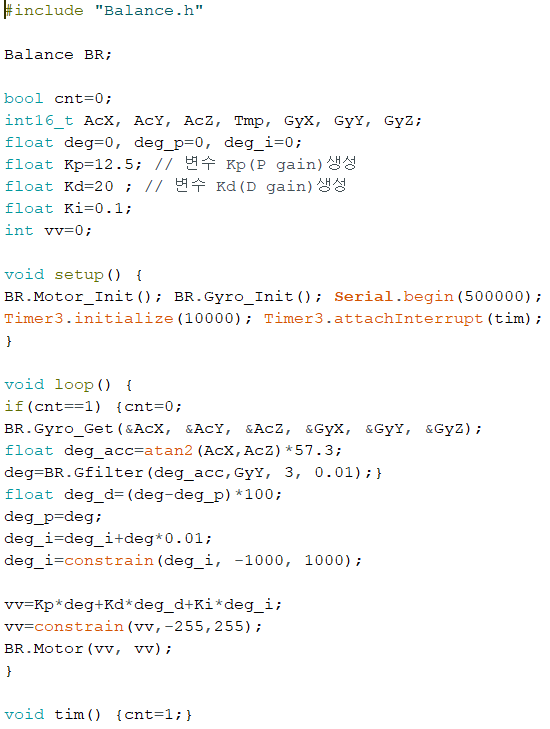 #include "Balance.h"
Balance BR;
bool cnt=0;
int16_t AcX, AcY, AcZ, Tmp, GyX, GyY, GyZ;
float deg=0, deg_p=0, deg_i=0;
float Kp=12.5; // 변수 Kp(P gain)생성
float Kd=20 ; // 변수 Kd(D gain)생성
float Ki=0.1;
int vv=0;
void setup() {
BR.Motor_Init(); BR.Gyro_Init(); Serial.begin(500000);
Timer3.initialize(10000); Timer3.attachInterrupt(tim);
}
void loop() {
if(cnt==1) {cnt=0;
BR.Gyro_Get(&AcX, &AcY, &AcZ, &GyX, &GyY, &GyZ);
float deg_acc=atan2(AcX,AcZ)*57.3;
deg=BR.Gfilter(deg_acc,GyY, 3, 0.01);}
float deg_d=(deg-deg_p)*100;
deg_p=deg;
deg_i=deg_i+deg*0.01;
deg_i=constrain(deg_i, -1000, 1000);
vv=Kp*deg+Kd*deg_d+Ki*deg_i;
vv=constrain(vv,-255,255);
BR.Motor(vv, vv);
}
void tim() {cnt=1;}